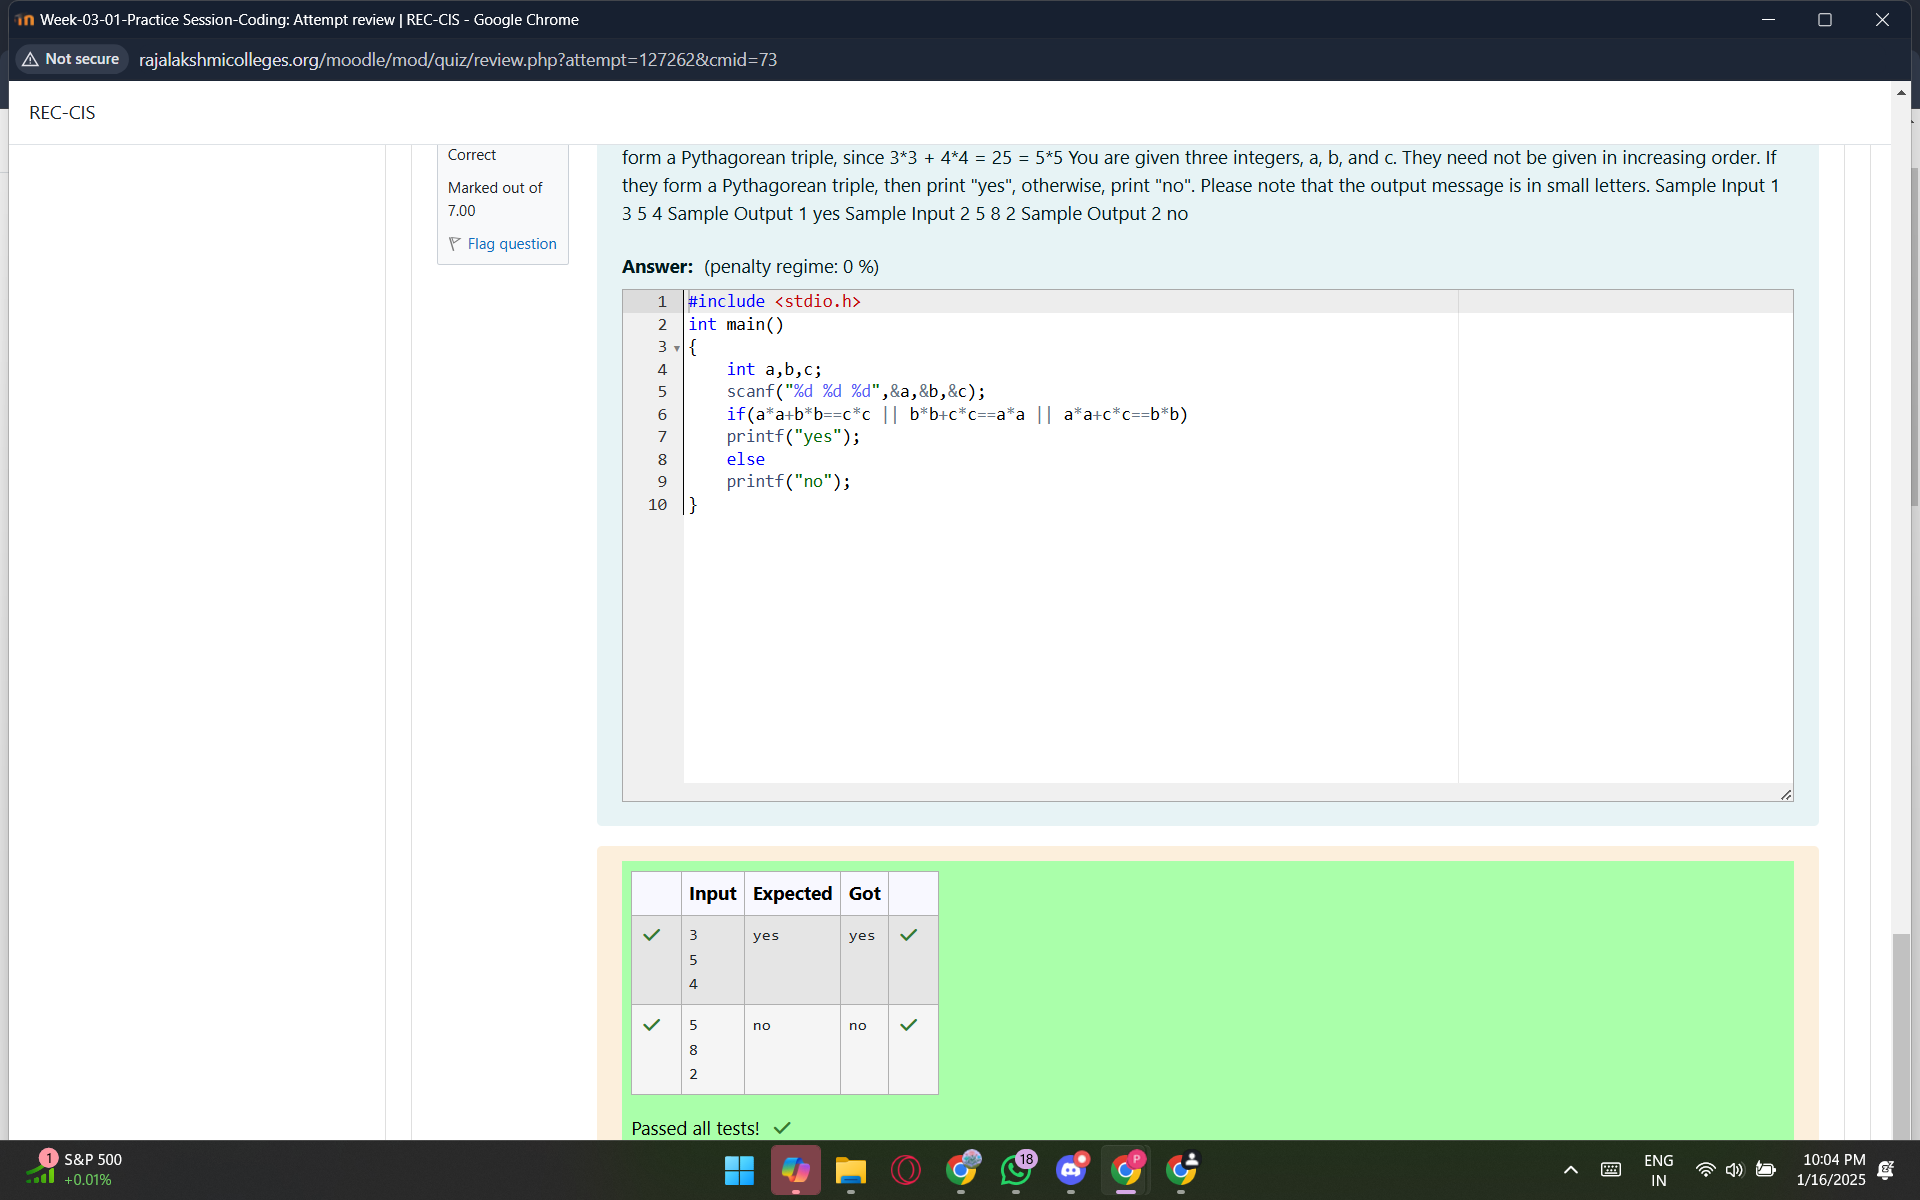 Week-03-01-Practice Session-Coding: Attempt review | REC-CIS - Google Chrome
Not secure rajalakshmicolleges.org/moodle/mod/quiz/review.php?attempt=127262&cmid=73
REC-CIS
Correct
Marked out of
7.00
Flag question
form a Pythagorean triple, since 3*3 + 4*4 = 25 = 5*5 You are given three integers, a, b, and c. They need not be given in increasing order. If
they form a Pythagorean triple, then print "yes", otherwise, print "no". Please note that the output message is in small letters. Sample Input 1
3 5 4 Sample Output 1 yes Sample Input 2 5 8 2 Sample Output 2 no
Answer: (penalty regime: 0 %)
1 #include <stdio.h>
2 int main()
3 {
4 int a,b,c;
5 scanf("%d %d %d",&a,&b,&c);
6 if(a*a+b*b==c*c || b*b+c*c==a*a || a*a+c*c==b*b)
7 printf("yes");
8 else
9 printf("no");
10 }
Input Expected Got
3 yes yes
5
4
5 no no
8
2
Passed all tests!
1 S&P 500
+0.01%
18
P
ENG
IN
10:04 PM
1/16/2025